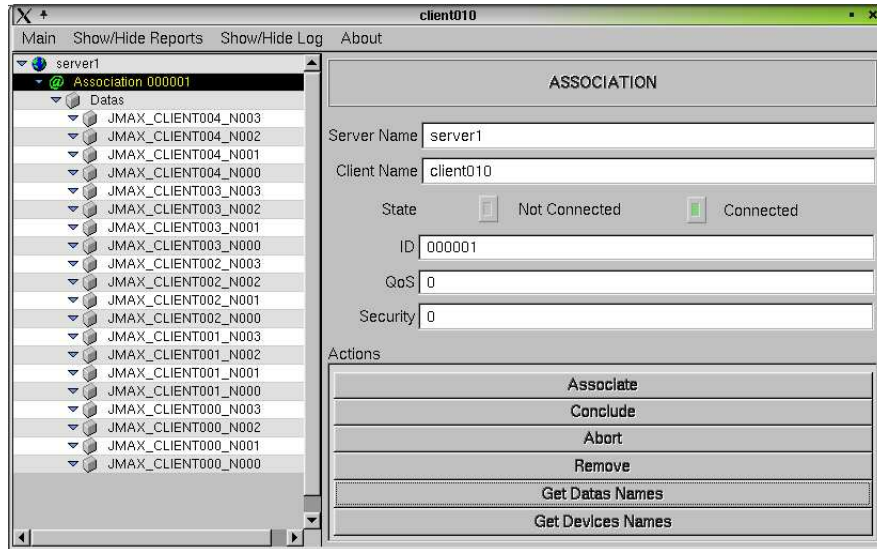 client010
Main Show/Hide Reports Show/Hide Log About
server1
@ Association 000001
Datas
JMAX_CLIENT004_N003
JMAX_CLIENT004_N002
JMAX_CLIENT004_N001
JMAX_CLIENT004_N000
JMAX_CLIENT003_N003
JMAX_CLIENT003_N002
JMAX_CLIENT003_N001
JMAX_CLIENT003_N000
JMAX_CLIENT002_N003
JMAX_CLIENT002_N002
JMAX_CLIENT002_N001
JMAX_CLIENT002_N000
JMAX_CLIENT001_N003
JMAX_CLIENT001_N002
JMAX_CLIENT001_N001
JMAX_CLIENT001_N000
JMAX_CLIENT000_N003
JMAX_CLIENT000_N002
JMAX_CLIENT000_N001
JMAX_CLIENT000_N000
ASSOCIATION
Server Name server1
Client Name client010
State Not Connected Connected
ID 000001
QoS 0
Security 0
Actions
Associate
Conclude
Abort
Remove
Get Datas Names
Get Devices Names